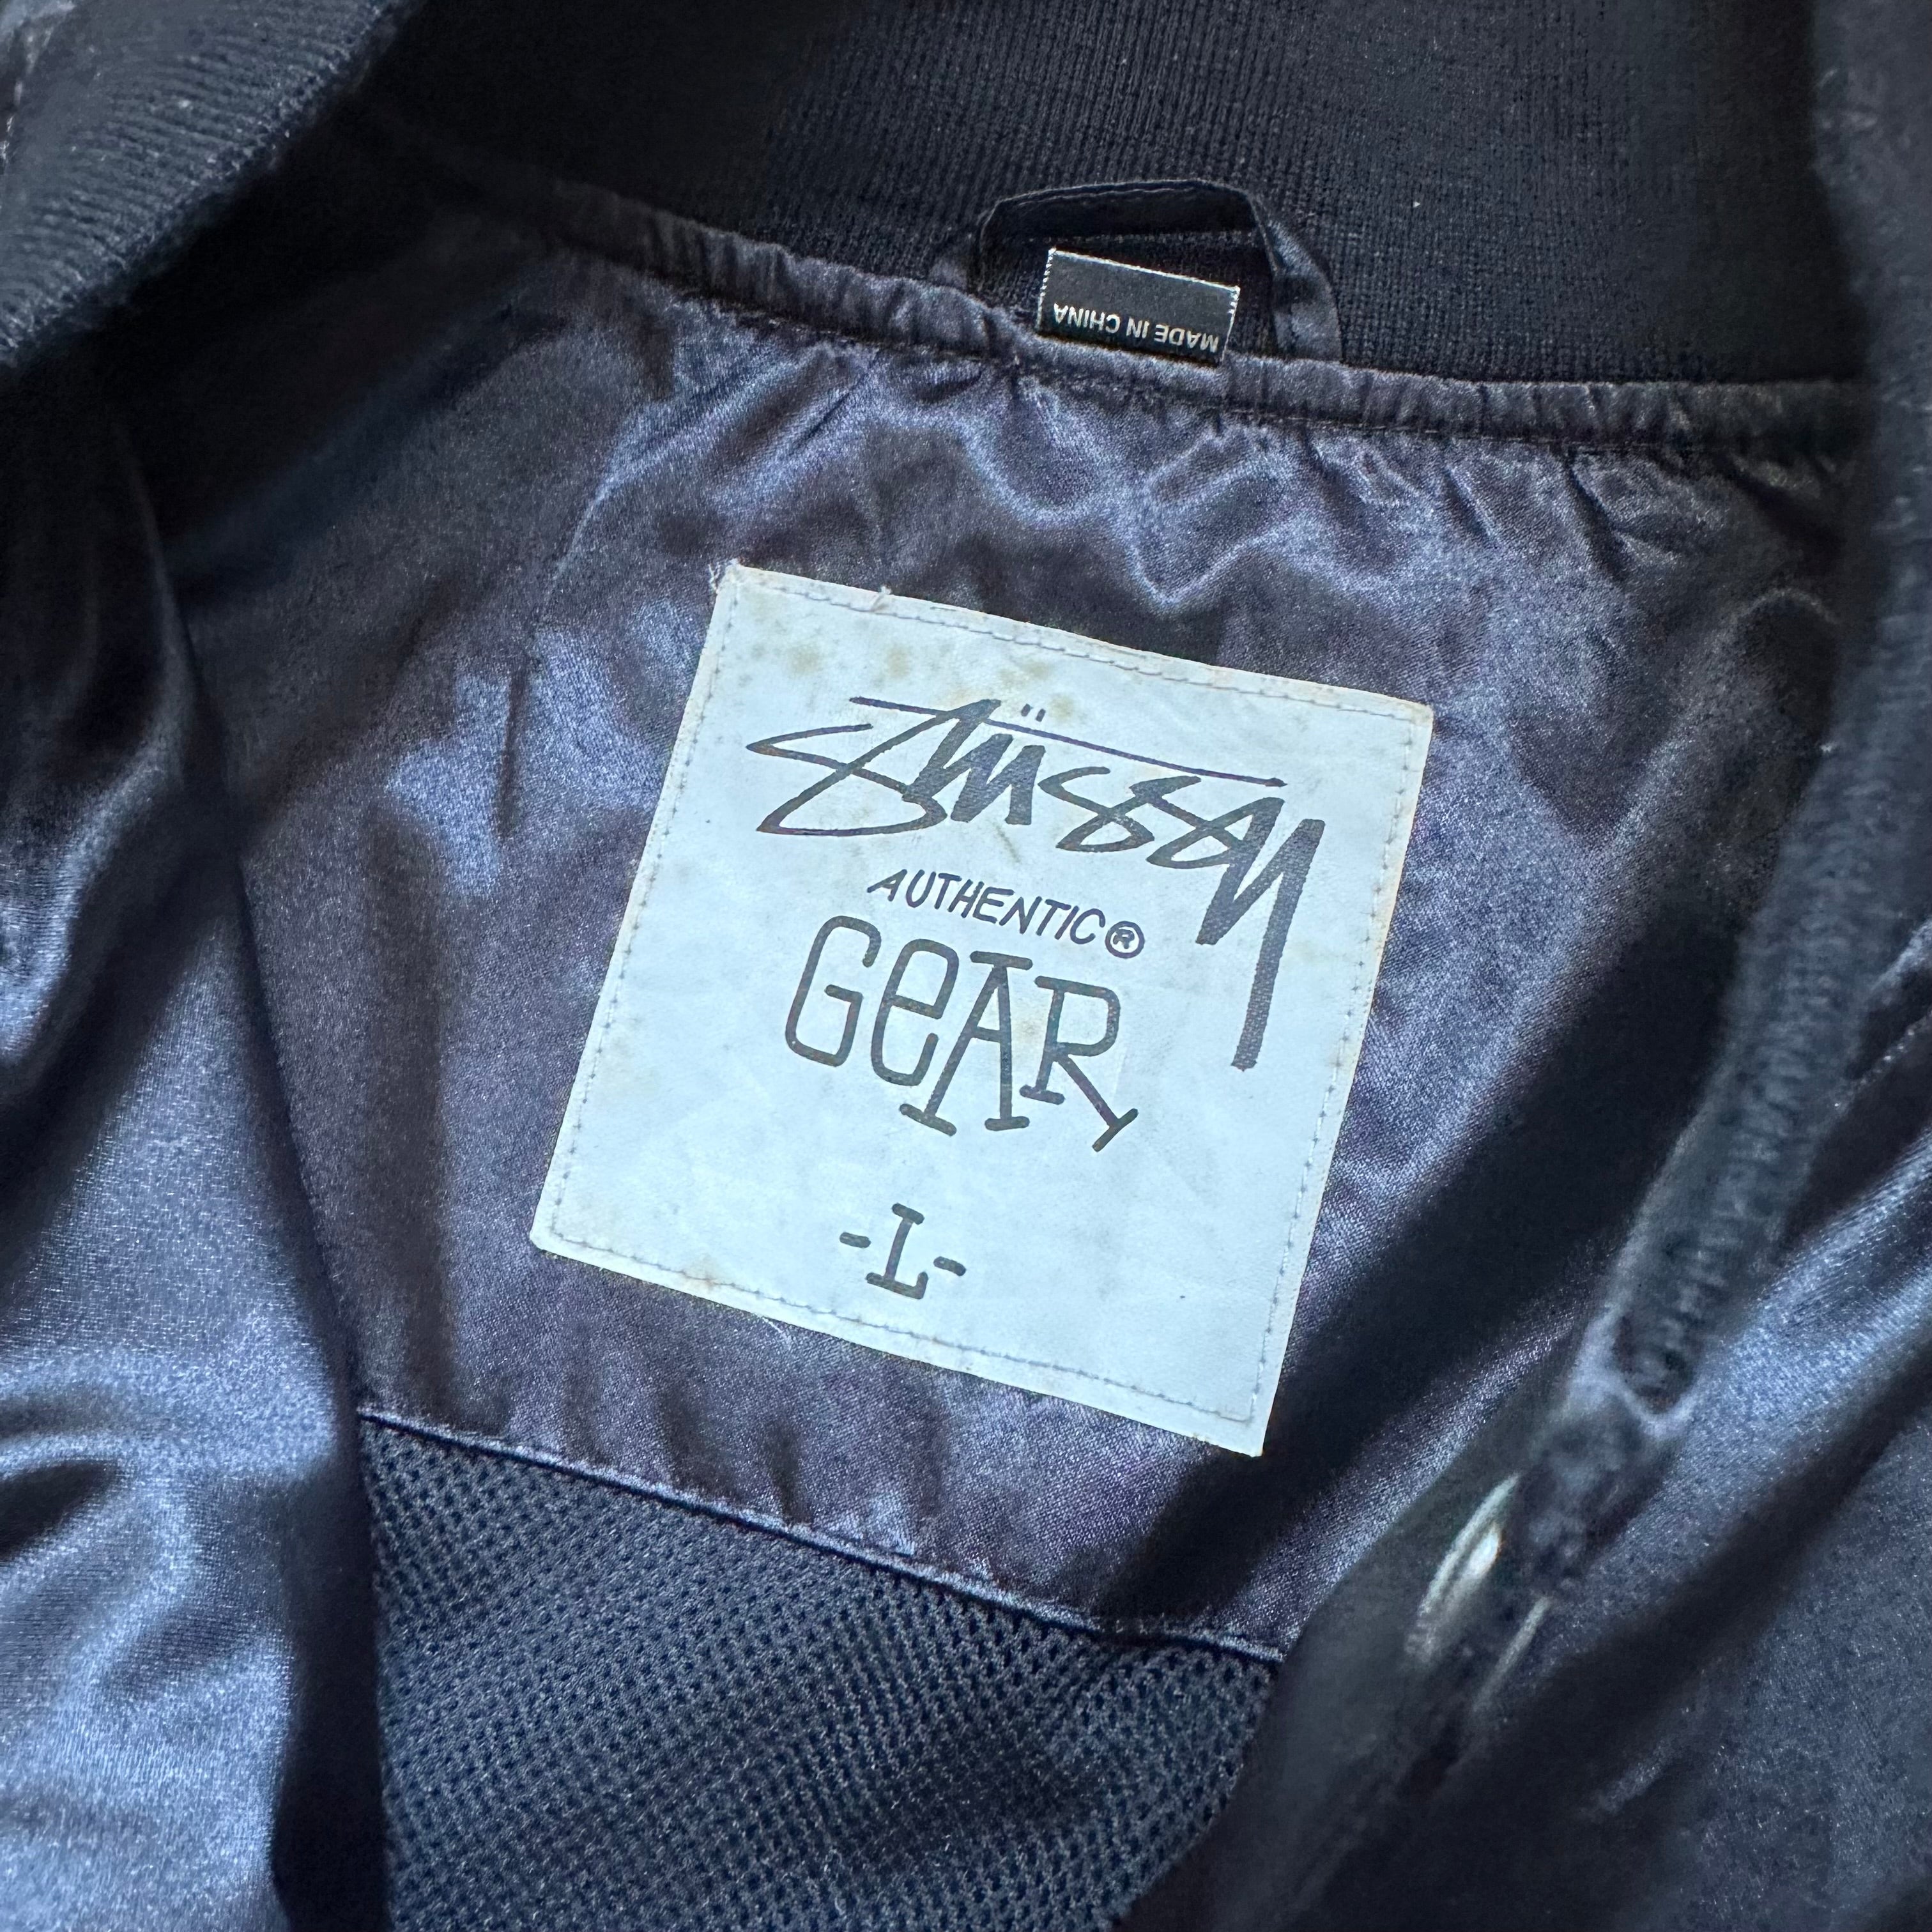 MADE IN CHINA
Stüssy
AUTHENTIC®
GeAR
-L-